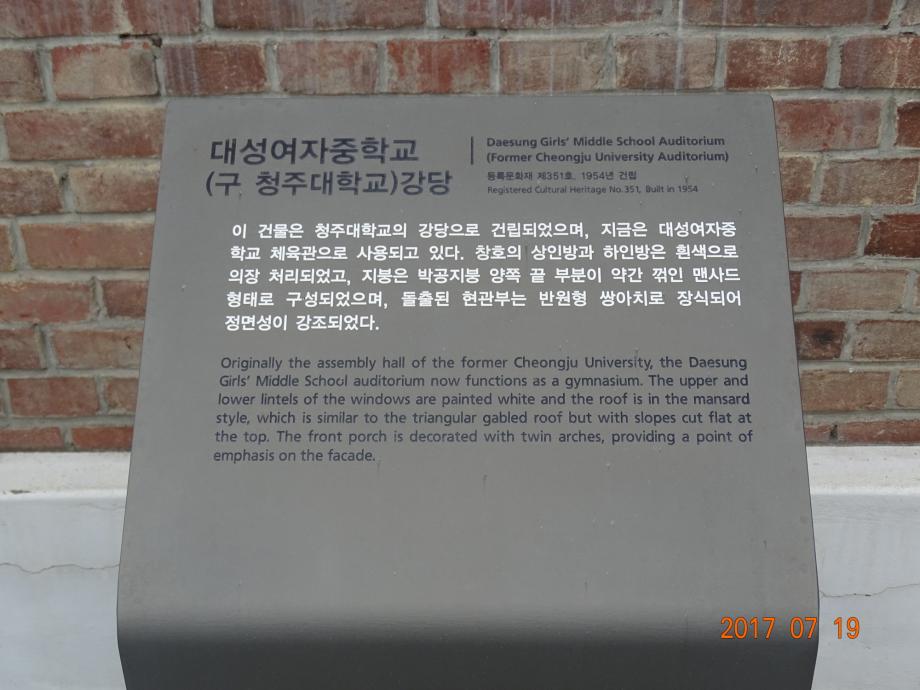 대성여자중학교
(구 청주대학교)강당
Daesung Girls' Middle School Auditorium
(Former Cheongju University Auditorium)
등록문화재 제351호, 1954년 건립
Registered Cultural Heritage No.351, Built in 1954
이 건물은 청주대학교의 강당으로 건립되었으며, 지금은 대성여자중
학교 체육관으로 사용되고 있다. 창호의 상인방과 하인방은 흰색으로
의장 처리되었고, 지붕은 박공지붕 양쪽 끝 부분이 약간 꺾인 맨사드
형태로 구성되었으며, 돌출된 현관부는 반원형 쌍아치로 장식되어
정면성이 강조되었다.
Originally the assembly hall of the former Cheongju University, the Daesung
Girls' Middle School auditorium now functions as a gymnasium. The upper and
lower lintels of the windows are painted white and the roof is in the mansard
style, which is similar to the triangular gabled roof but with slopes cut flat at
the top. The front porch is decorated with twin arches, providing a point of
emphasis on the facade.
2017 07 19